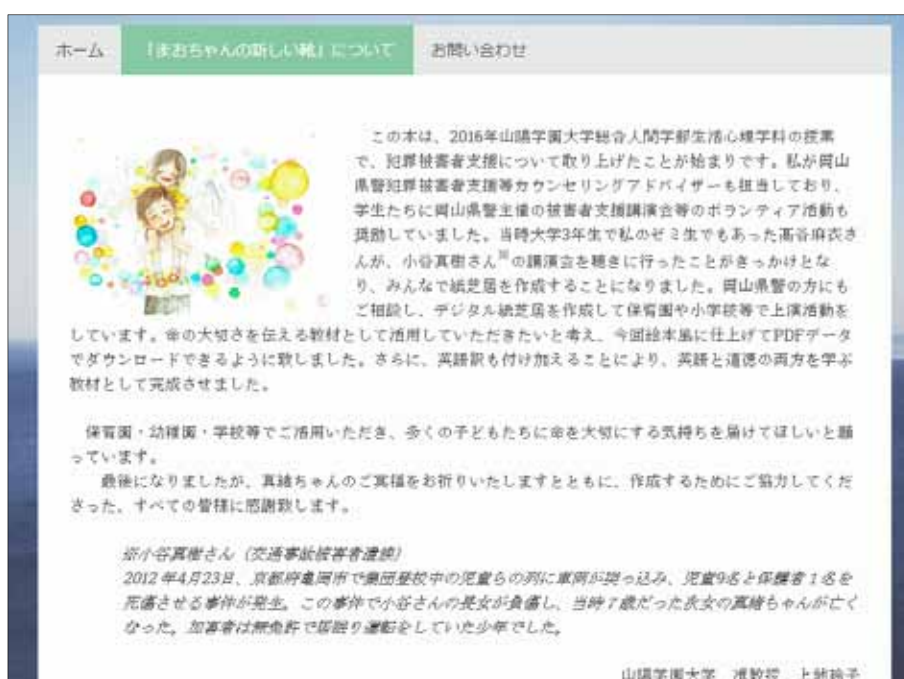 ホーム 「まおちゃんの新しい靴」について お問い合わせ
この本は、2016年山陽学園大学総合人間学部生活心理学科の授業
で、犯罪被害者支援について取り上げたことが始まりです。私が岡山
県警犯罪被害者支援等カウンセリングアドバイザーも担当しており、
学生たちに岡山県警主催の被害者支援講演会等のボランティア活動も
奨励していました。当時大学3年生で私のゼミ生でもあった髙谷麻衣さ
んが、小谷真樹さん※の講演会を聴きに行ったことがきっかけとな
り、みんなで紙芝居を作成することになりました。岡山県警の方にも
ご相談し、デジタル紙芝居を作成して保育園や小学校等で上演活動を
しています。命の大切さを伝える教材として活用していただきたいと考え、今回絵本風に仕上げてPDFデータ
でダウンロードできるように致しました。さらに、英語訳も付け加えることにより、英語と道徳の両方を学ぶ
教材として完成させました。
保育園・幼稚園・学校等でご活用いただき、多くの子どもたちに命を大切にする気持ちを届けてほしいと願
っています。
最後になりましたが、真緒ちゃんのご冥福をお祈りいたしますとともに、作成するためにご協力してくだ
さった、すべての皆様に感謝致します。
※小谷真樹さん（交通事故被害者遺族）
2012年4月23日、京都府亀岡市で集団登校中の児童らの列に車両が突っ込み、児童9名と保護者1名を
死傷させる事件が発生。この事件で小谷さんの長女が負傷し、当時7歳だった次女の真緒ちゃんが亡く
なった。加害者は無免許で居眠り運転をしていた少年でした。
山陽学園大学 准教授 上地玲子